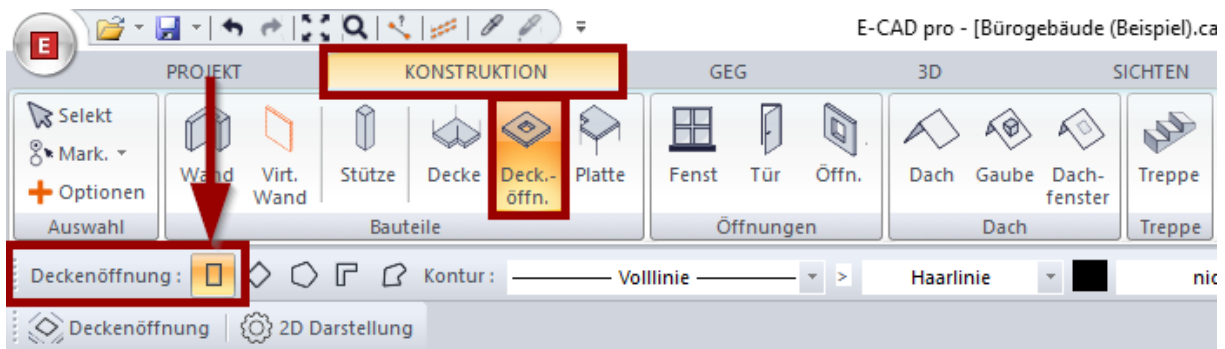 E
E-CAD pro - [Bürogebäude (Beispiel).ca
PROJEKT KONSTRUKTION GEG 3D SICHTEN
Selekt
Mark.
Optionen
Auswahl
Wand
Virt.
Wand
Stütze
Decke
Deck.-
öffn.
Platte
Bauteile
Fenst
Tür
Öffn.
Öffnungen
Dach
Gaube
Dach-
fenster
Dach
Treppe
Treppe
Deckenöffnung : Kontur : Volllinie > Haarlinie nic
Deckenöffnung 2D Darstellung